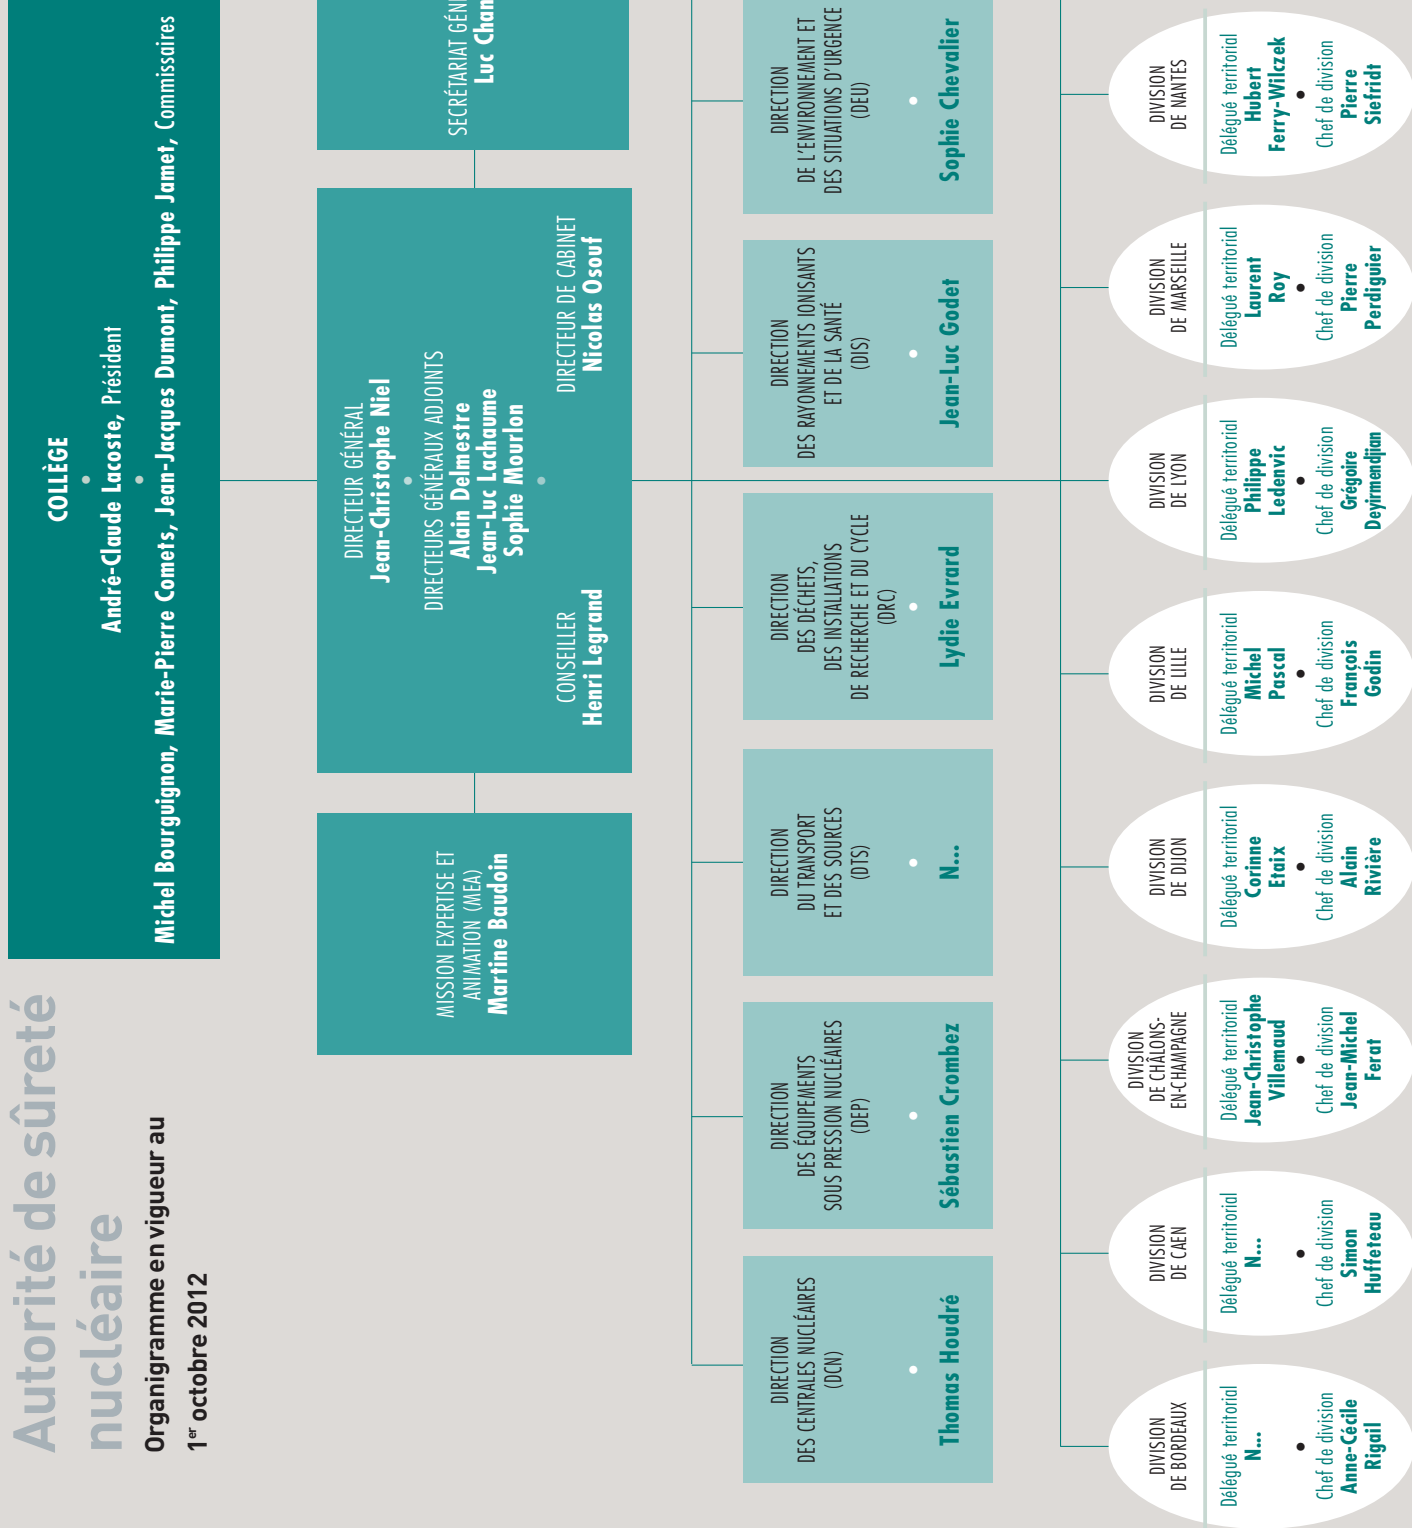 Autorité de sûreté
nucléaire
Organigramme en vigueur au
1er octobre 2012
COLLÈGE
André-Claude Lacoste, Président
Michel Bourguignon, Marie-Pierre Comets, Jean-Jacques Dumont, Philippe Jamet, Commissaires
MISSION EXPERTISE ET
ANIMATION (MEA)
Martine Baudoin
DIRECTEUR GÉNÉRAL
Jean-Christophe Niel
DIRECTEURS GÉNÉRAUX ADJOINTS
Alain Delmestre
Jean-Luc Lachaume
Sophie Mourlon
CONSEILLER
Henri Legrand
DIRECTEUR DE CABINET
Nicolas Osouf
SECRÉTARIAT GÉN
Luc Chan
DIRECTION
DES CENTRALES NUCLÉAIRES
(DCN)
Thomas Houdré
DIRECTION
DES ÉQUIPEMENTS
SOUS PRESSION NUCLÉAIRES
(DEP)
Sébastien Crombez
DIRECTION
DU TRANSPORT
ET DES SOURCES
(DTS)
N...
DIRECTION
DES DÉCHETS,
DES INSTALLATIONS
DE RECHERCHE ET DU CYCLE
(DRC)
Lydie Evrard
DIRECTION
DES RAYONNEMENTS IONISANTS
ET DE LA SANTÉ
(DIS)
Jean-Luc Godet
DIRECTION
DE L'ENVIRONNEMENT ET
DES SITUATIONS D'URGENCE
(DEU)
Sophie Chevalier
DIVISION
DE BORDEAUX
Délégué territorial
N...
Chef de division
Anne-Cécile
Rigail
DIVISION
DE CAEN
Délégué territorial
N...
Chef de division
Simon
Huffeteau
DIVISION
DE CHÂLONS-
EN-CHAMPAGNE
Délégué territorial
Jean-Christophe
Villemaud
Chef de division
Jean-Michel
Ferat
DIVISION
DE DIJON
Délégué territorial
Corinne
Etaix
Chef de division
Alain
Rivière
DIVISION
DE LILLE
Délégué territorial
Michel
Pascal
Chef de division
François
Godin
DIVISION
DE LYON
Délégué territorial
Philippe
Ledenvic
Chef de division
Grégoire
Deyirmendjian
DIVISION
DE MARSEILLE
Délégué territorial
Laurent
Roy
Chef de division
Pierre
Perdiguier
DIVISION
DE NANTES
Délégué territorial
Hubert
Ferry-Wilczek
Chef de division
Pierre
Siefridt